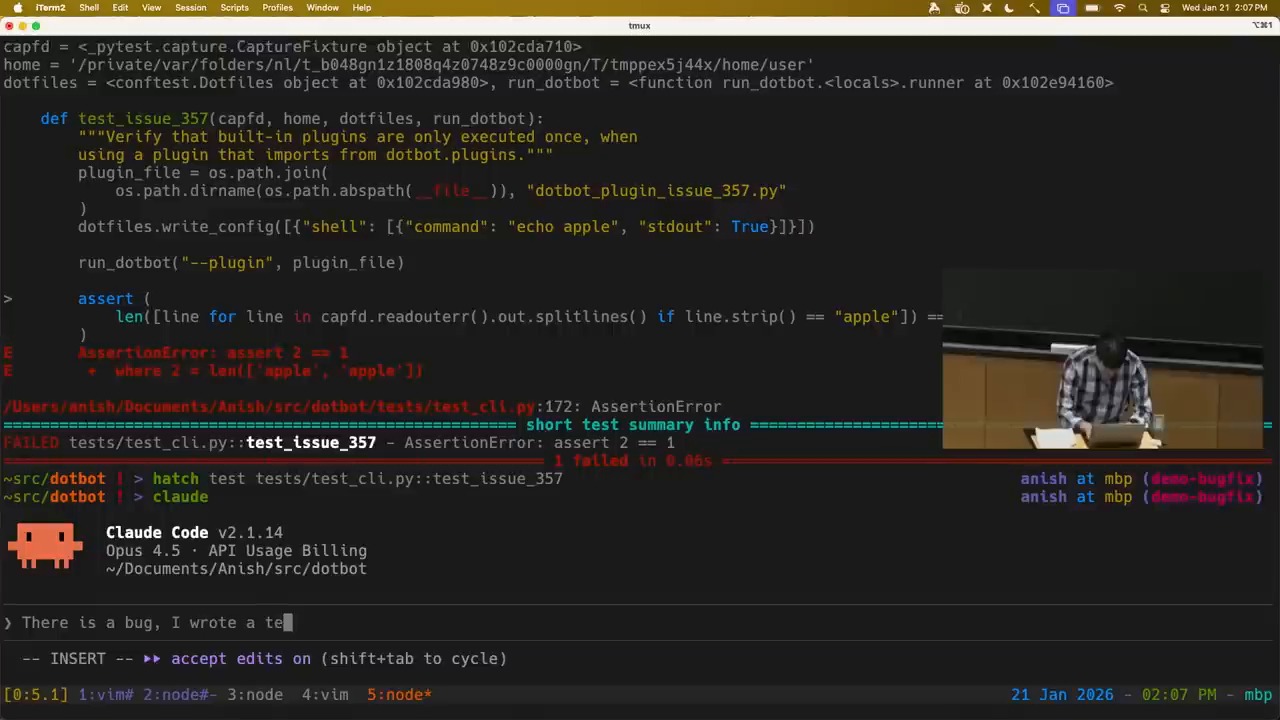 iTerm2 Shell Edit View Session Scripts Profiles Window Help Wed Jan 21 2:07 PM
tmux ⌥⌘1
capfd = <_pytest.capture.CaptureFixture object at 0x102cda710>
home = '/private/var/folders/nl/t_b048gn1z1808q4z0748z9c0000gn/T/tmppex5j44x/home/user'
dotfiles = <conftest.Dotfiles object at 0x102cda980>, run_dotbot = <function run_dotbot.<locals>.runner at 0x102e94160>
def test_issue_357(capfd, home, dotfiles, run_dotbot):
"""Verify that built-in plugins are only executed once, when
using a plugin that imports from dotbot.plugins."""
plugin_file = os.path.join(
os.path.dirname(os.path.abspath(__file__)), "dotbot_plugin_issue_357.py"
)
dotfiles.write_config([{"shell": [{"command": "echo apple", "stdout": True}]}])
run_dotbot("--plugin", plugin_file)
> assert (
len([line for line in capfd.readouterr().out.splitlines() if line.strip() == "apple"]) ==
)
E AssertionError: assert 2 == 1
E + where 2 = len(['apple', 'apple'])
/Users/anish/Documents/Anish/src/dotbot/tests/test_cli.py:172: AssertionError
short test summary info
FAILED tests/test_cli.py::test_issue_357 - AssertionError: assert 2 == 1
1 failed in 0.06s
~src/dotbot ! > hatch test tests/test_cli.py::test_issue_357 anish at mbp (demo-bugfix)
~src/dotbot ! > claude anish at mbp (demo-bugfix)
Claude Code v2.1.14
Opus 4.5 · API Usage Billing
~/Documents/Anish/src/dotbot
❯ There is a bug, I wrote a te
-- INSERT -- ⏵⏵ accept edits on (shift+tab to cycle)
[0:5.1] 1:vim# 2:node#- 3:node 4:vim 5:node* 21 Jan 2026 - 02:07 PM - mbp